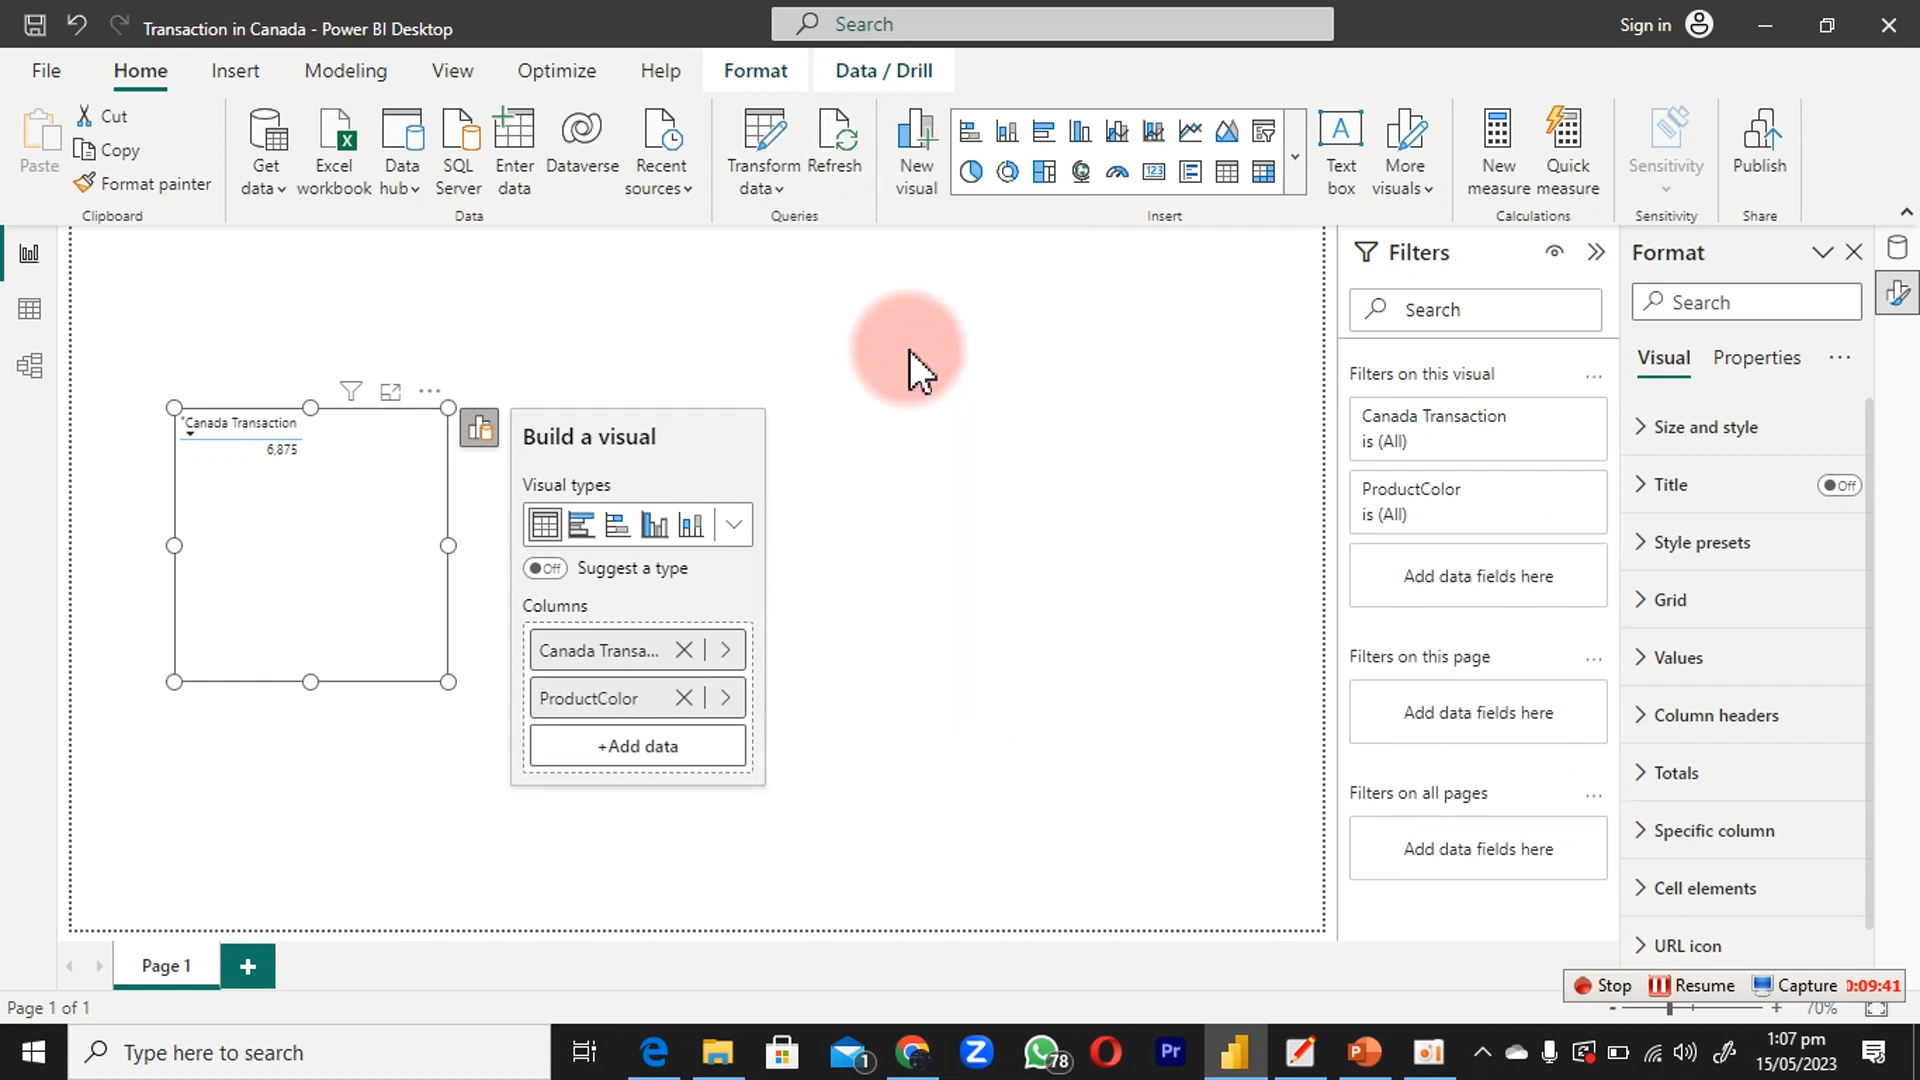 Transaction in Canada - Power BI Desktop
Search
Sign in
File
Home
Insert
Modeling
View
Optimize
Help
Format
Data / Drill
Paste
Cut
Copy
Format painter
Clipboard
Get data
Excel workbook
Data hub
SQL Server
Enter data
Dataverse
Recent sources
Data
Transform data
Refresh
Queries
New visual
123
A
Text box
More visuals
Insert
New measure
Quick measure
Calculations
Sensitivity
Sensitivity
Publish
Share
Canada Transaction
6,875
Build a visual
Visual types
Off
Suggest a type
Columns
Canada Transa...
ProductColor
+Add data
Filters
Search
Filters on this visual
Canada Transaction
is (All)
ProductColor
is (All)
Add data fields here
Filters on this page
Add data fields here
Filters on all pages
Add data fields here
Format
Search
Visual
Properties
Size and style
Title
Off
Style presets
Grid
Values
Column headers
Totals
Specific column
Cell elements
URL icon
Page 1
Page 1 of 1
Stop
Resume
Capture
0:09:41
70%
Type here to search
1
78
Pr
1:07 pm
15/05/2023